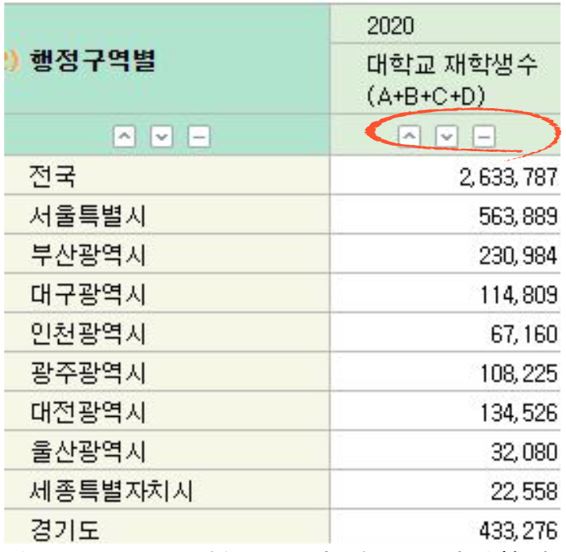 2020
행정구역별
대학교 재학생수
(A+B+C+D)
전국 2,633,787
서울특별시 563,889
부산광역시 230,984
대구광역시 114,809
인천광역시 67,160
광주광역시 108,225
대전광역시 134,526
울산광역시 32,080
세종특별자치시 22,558
경기도 433,276